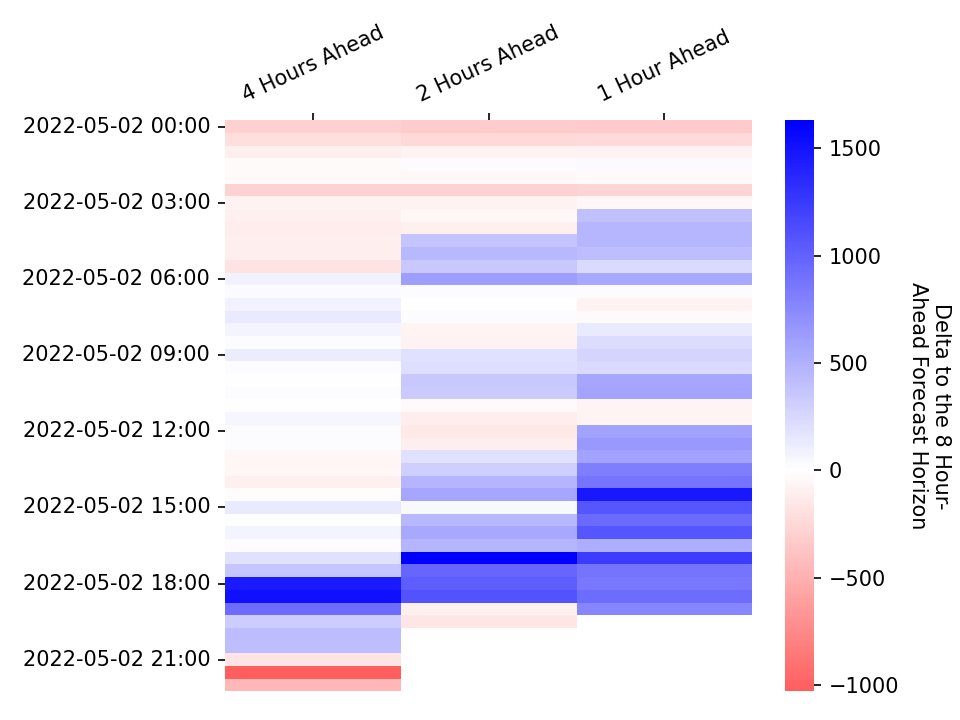 4 Hours Ahead
2 Hours Ahead
1 Hour Ahead
2022-05-02 00:00
2022-05-02 03:00
2022-05-02 06:00
2022-05-02 09:00
2022-05-02 12:00
2022-05-02 15:00
2022-05-02 18:00
2022-05-02 21:00
1500
1000
500
0
−500
−1000
Delta to the 8 Hour-
Ahead Forecast Horizon